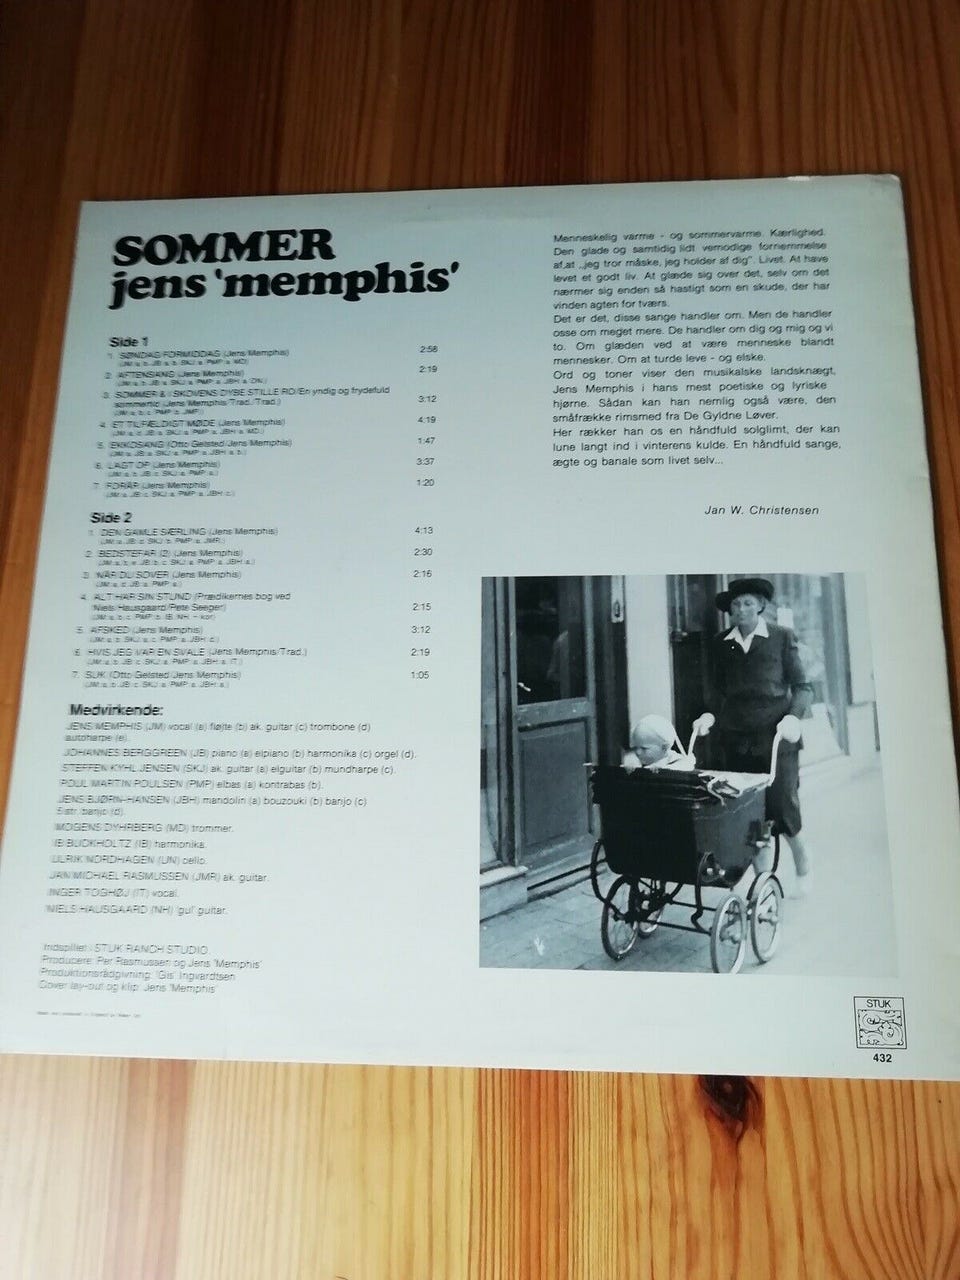 SOMMER
jens 'memphis'
Side 1
1. SØNDAG FORMIDDAG (Jens Memphis) 2:58
2. AFTENSANG (Jens Memphis) 2:19
3. SOMMER & I SKOVENS DYBE STILLE RO/En yndig og frydefuld
sommertid (Jens Memphis/Trad./Trad.) 3:12
4. ET TILFÆLDIGT MØDE (Jens Memphis) 4:19
5. EKKOSANG (Otto Gelsted/Jens Memphis) 1:47
6. LAGT OP (Jens Memphis) 3:37
7. FORÅR (Jens Memphis) 1:20
Side 2
1. DEN GAMLE SÆRLING (Jens Memphis) 4:13
2. BEDSTEFAR (2) (Jens Memphis) 2:30
3. NÅR DU SOVER (Jens Memphis) 2:16
4. ALT HAR SIN STUND (Prædikernes bog ved
Niels Hausgaard/Pete Seeger) 2:15
5. AFSKED (Jens Memphis) 3:12
6. HVIS JEG VAR EN SVALE (Jens Memphis/Trad.) 2:19
7. SUK (Otto Gelsted/Jens Memphis) 1:05
Medvirkende:
JENS MEMPHIS (JM) vocal (a) fløjte (b) ak. guitar (c) trombone (d)
autoharpe (e).
JOHANNES BERGGREEN (JB) piano (a) elpiano (b) harmonika (c) orgel (d).
STEFFEN KYHL JENSEN (SKJ) ak. guitar (a) elguitar (b) mundharpe (c).
POUL MARTIN POULSEN (PMP) elbas (a) kontrabas (b).
JENS BJØRN-HANSEN (JBH) mandolin (a) bouzouki (b) banjo (c)
5 str. banjo (d).
MOGENS DYHRBERG (MD) trommer.
IB BUCKHOLTZ (IB) harmonika.
ULRIK NORDHAGEN (UN) cello.
JAN MICHAEL RASMUSSEN (JMR) ak. guitar.
INGER TOGHØJ (IT) vocal.
NIELS HAUSGAARD (NH) 'gul' guitar.
Indspillet i STUK RANCH STUDIO.
Producere: Per Rasmussen og Jens 'Memphis'
Produktionsrådgivning: 'Gis' Ingvardtsen
Cover lay-out og klip: Jens 'Memphis'
Menneskelig varme - og sommervarme. Kærlighed.
Den glade og samtidig lidt vemodige fornemmelse
af,at „jeg tror måske, jeg holder af dig". Livet. At have
levet et godt liv. At glæde sig over det, selv om det
nærmer sig enden så hastigt som en skude, der har
vinden agten for tværs.
Det er det, disse sange handler om. Men de handler
osse om meget mere. De handler om dig og mig og vi
to. Om glæden ved at være menneske blandt
mennesker. Om at turde leve - og elske.
Ord og toner viser den musikalske landsknægt,
Jens Memphis i hans mest poetiske og lyriske
hjørne. Sådan kan han nemlig også være, den
småfrække rimsmed fra De Gyldne Løver.
Her rækker han os en håndfuld solglimt, der kan
lune langt ind i vinterens kulde. En håndfuld sange,
ægte og banale som livet selv...
Jan W. Christensen
STUK
432